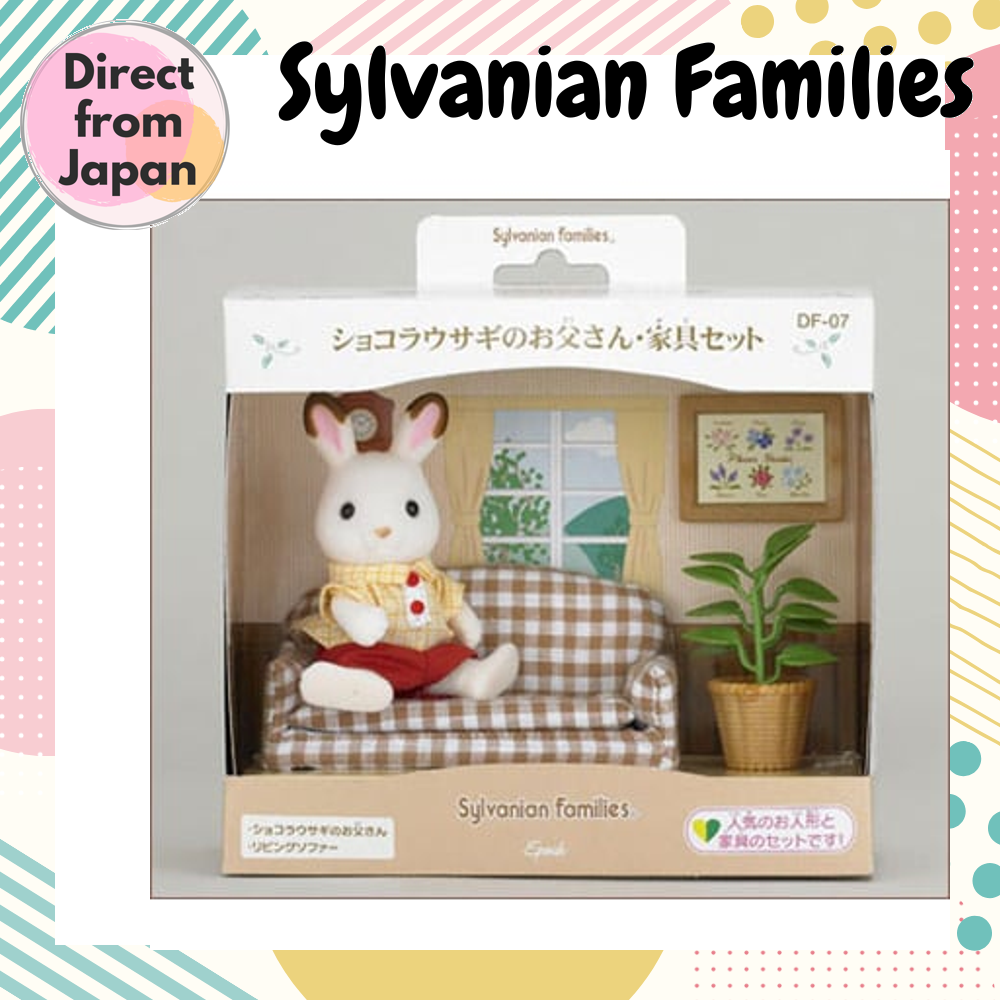 Direct
from
Japan
Sylvanian Families
Sylvanian Families
ショコラウサギのお父さん・家具セット
DF-07
Sylvanian Families
・ショコラウサギのお父さん
・リビングソファー
Epoch
人気のお人形と
家具のセットです!